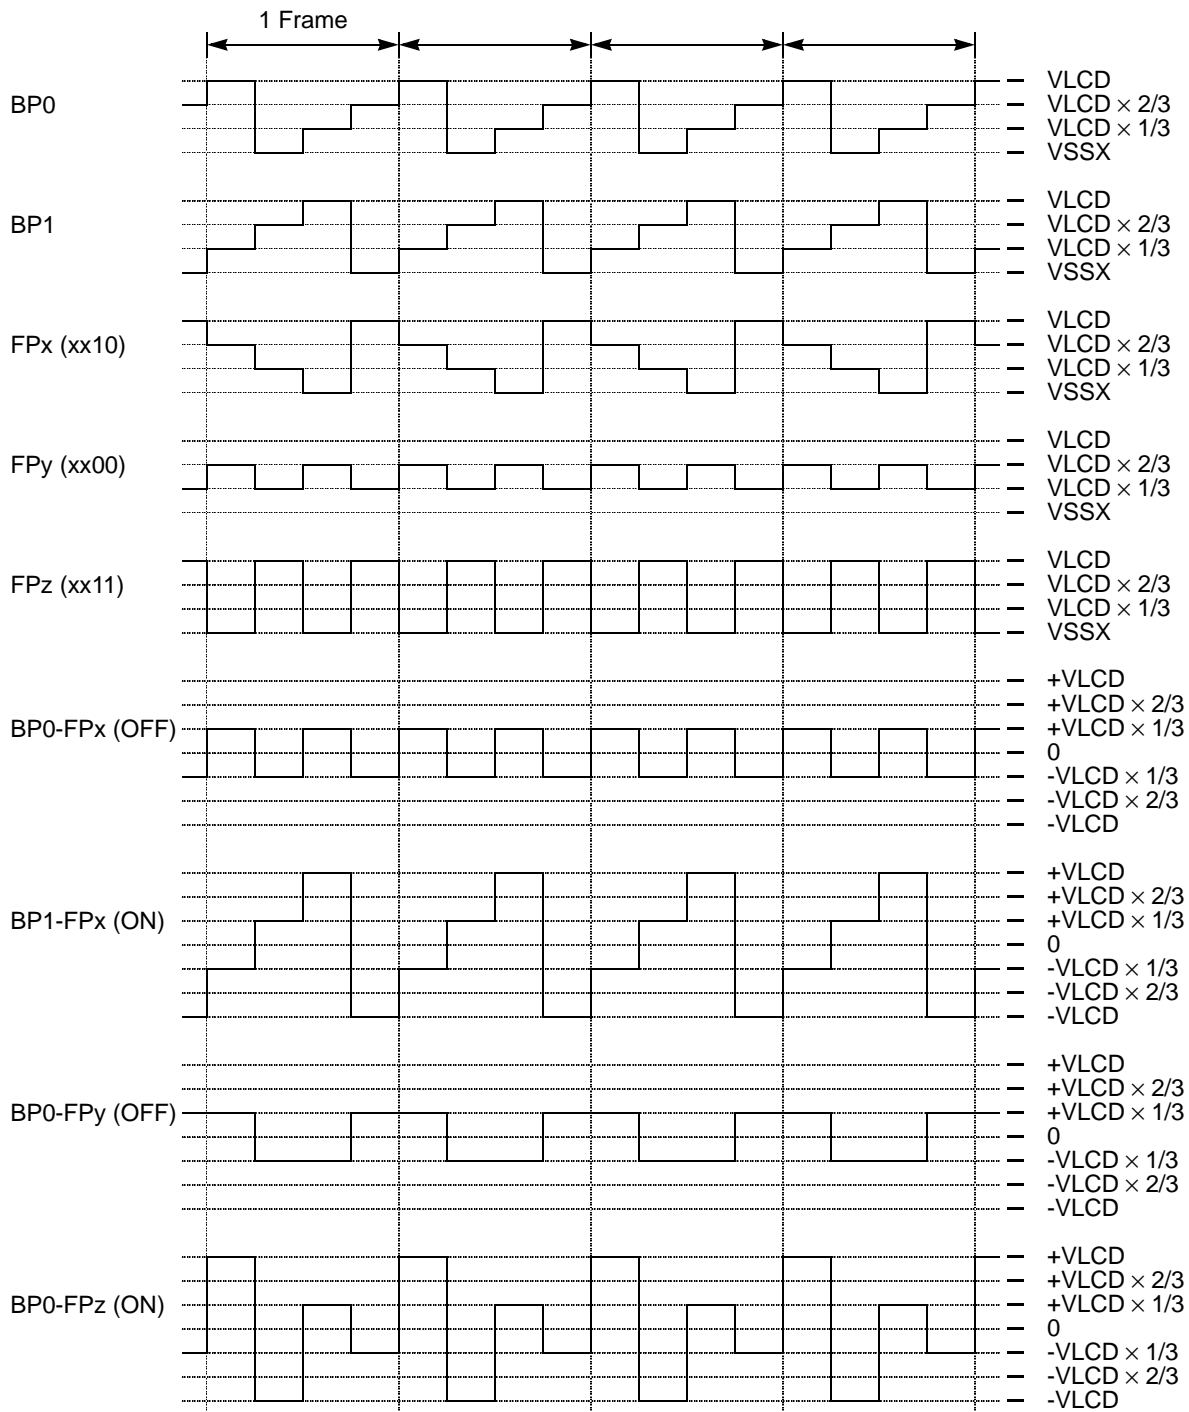 1 Frame
BP0
VLCD
VLCD × 2/3
VLCD × 1/3
VSSX
BP1
VLCD
VLCD × 2/3
VLCD × 1/3
VSSX
FPx (xx10)
VLCD
VLCD × 2/3
VLCD × 1/3
VSSX
FPy (xx00)
VLCD
VLCD × 2/3
VLCD × 1/3
VSSX
FPz (xx11)
VLCD
VLCD × 2/3
VLCD × 1/3
VSSX
BP0-FPx (OFF)
+VLCD
+VLCD × 2/3
+VLCD × 1/3
0
-VLCD × 1/3
-VLCD × 2/3
-VLCD
BP1-FPx (ON)
+VLCD
+VLCD × 2/3
+VLCD × 1/3
0
-VLCD × 1/3
-VLCD × 2/3
-VLCD
BP0-FPy (OFF)
+VLCD
+VLCD × 2/3
+VLCD × 1/3
0
-VLCD × 1/3
-VLCD × 2/3
-VLCD
BP0-FPz (ON)
+VLCD
+VLCD × 2/3
+VLCD × 1/3
0
-VLCD × 1/3
-VLCD × 2/3
-VLCD